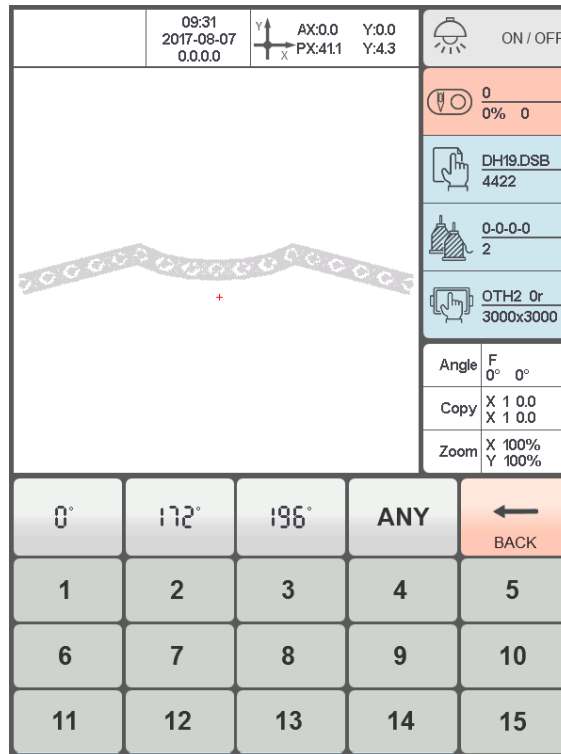 09:31
2017-08-07
0.0.0.0
Y
X
AX:0.0 Y:0.0
PX:41.1 Y:4.3
ON / OFF
0
0% 0
DH19.DSB
4422
0-0-0-0
2
OTH2 0r
3000x3000
Angle F
0° 0°
Copy X 1 0.0
X 1 0.0
Zoom X 100%
Y 100%
0° 172° 196° ANY BACK
1 2 3 4 5
6 7 8 9 10
11 12 13 14 15